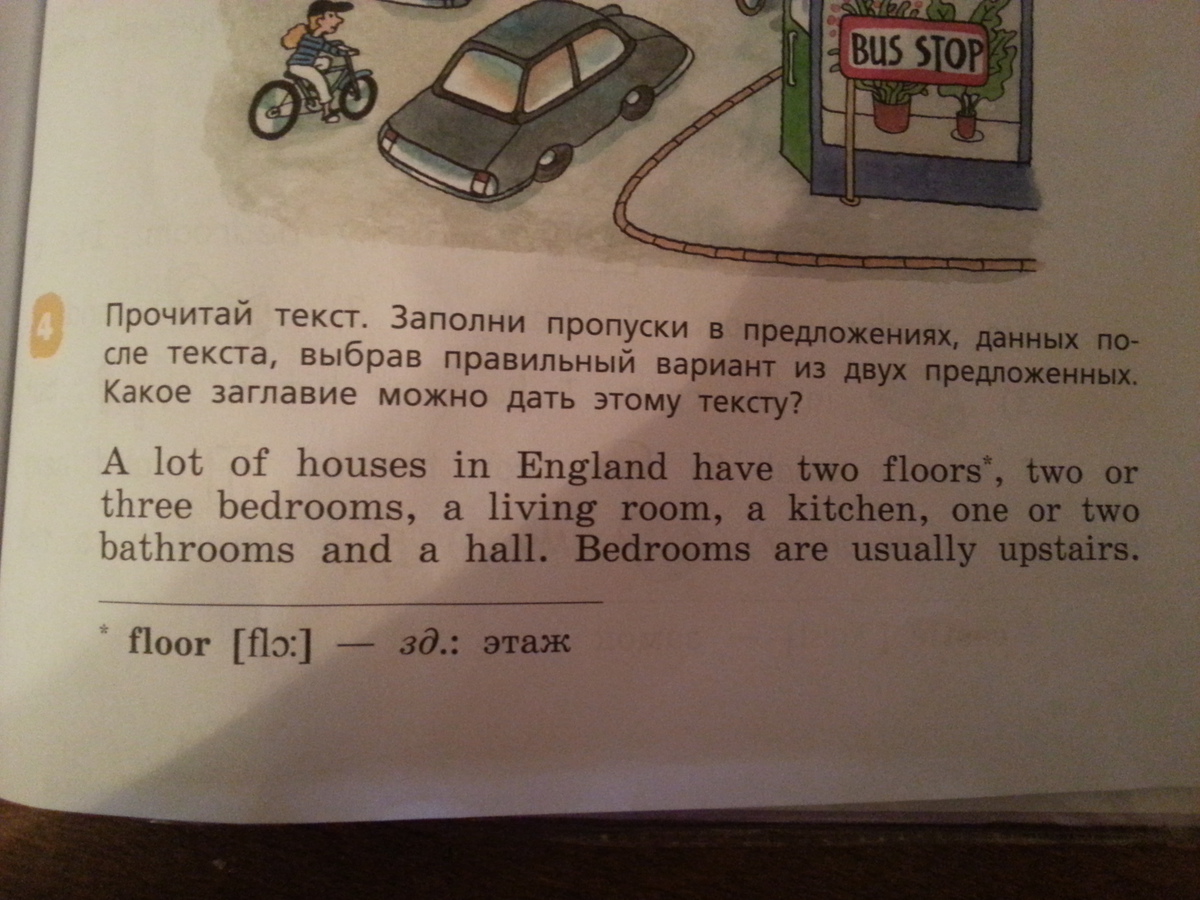 BUS STOP
4
Прочитай текст. Заполни пропуски в предложениях, данных по-
сле текста, выбрав правильный вариант из двух предложенных.
Какое заглавие можно дать этому тексту?
A lot of houses in England have two floors*, two or
three bedrooms, a living room, a kitchen, one or two
bathrooms and a hall. Bedrooms are usually upstairs.
* floor [flɔ:] — зд.: этаж